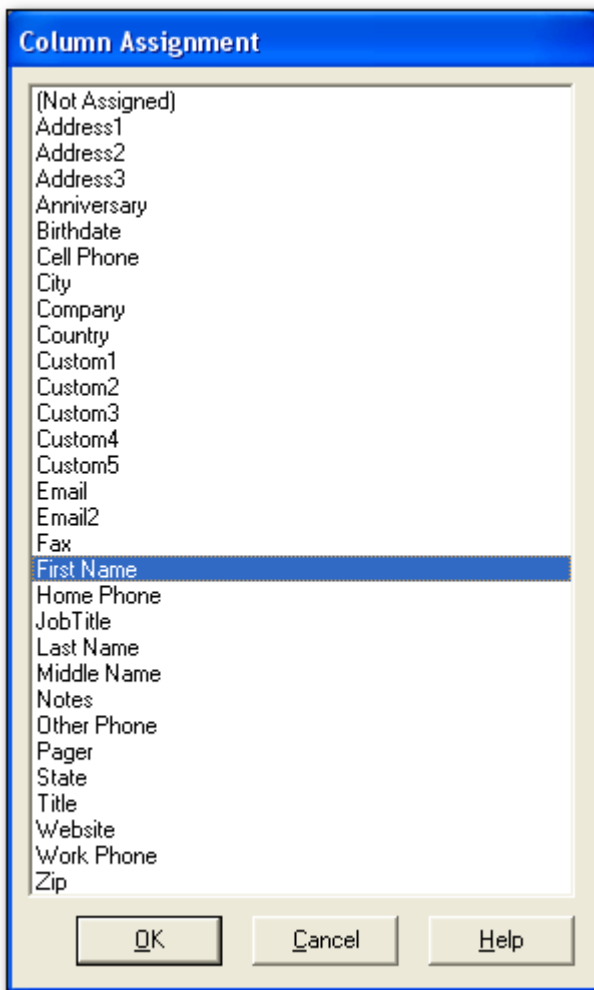 Column Assignment
(Not Assigned)
Address1
Address2
Address3
Anniversary
Birthdate
Cell Phone
City
Company
Country
Custom1
Custom2
Custom3
Custom4
Custom5
Email
Email2
Fax
First Name
Home Phone
JobTitle
Last Name
Middle Name
Notes
Other Phone
Pager
State
Title
Website
Work Phone
Zip
OK Cancel Help